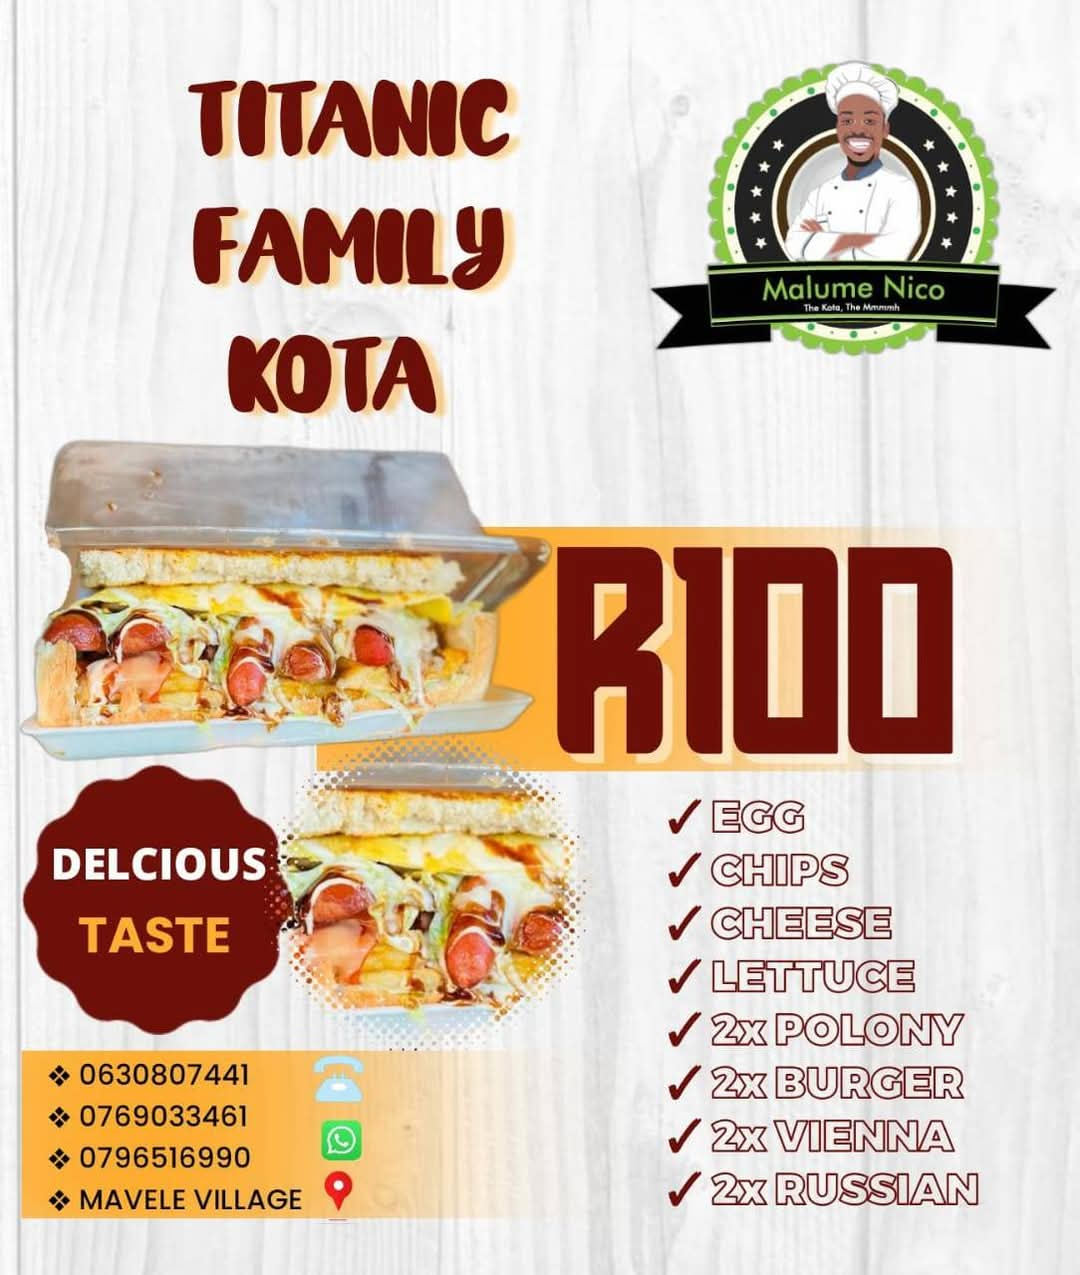 TITANIC
FAMILY
KOTA
Malume Nico
The Kota, The Mmmmh
R100
DELCIOUS
TASTE
EGG
CHIPS
CHEESE
LETTUCE
2x POLONY
2x BURGER
2x VIENNA
2x RUSSIAN
0630807441
0769033461
0796516990
MAVELE VILLAGE